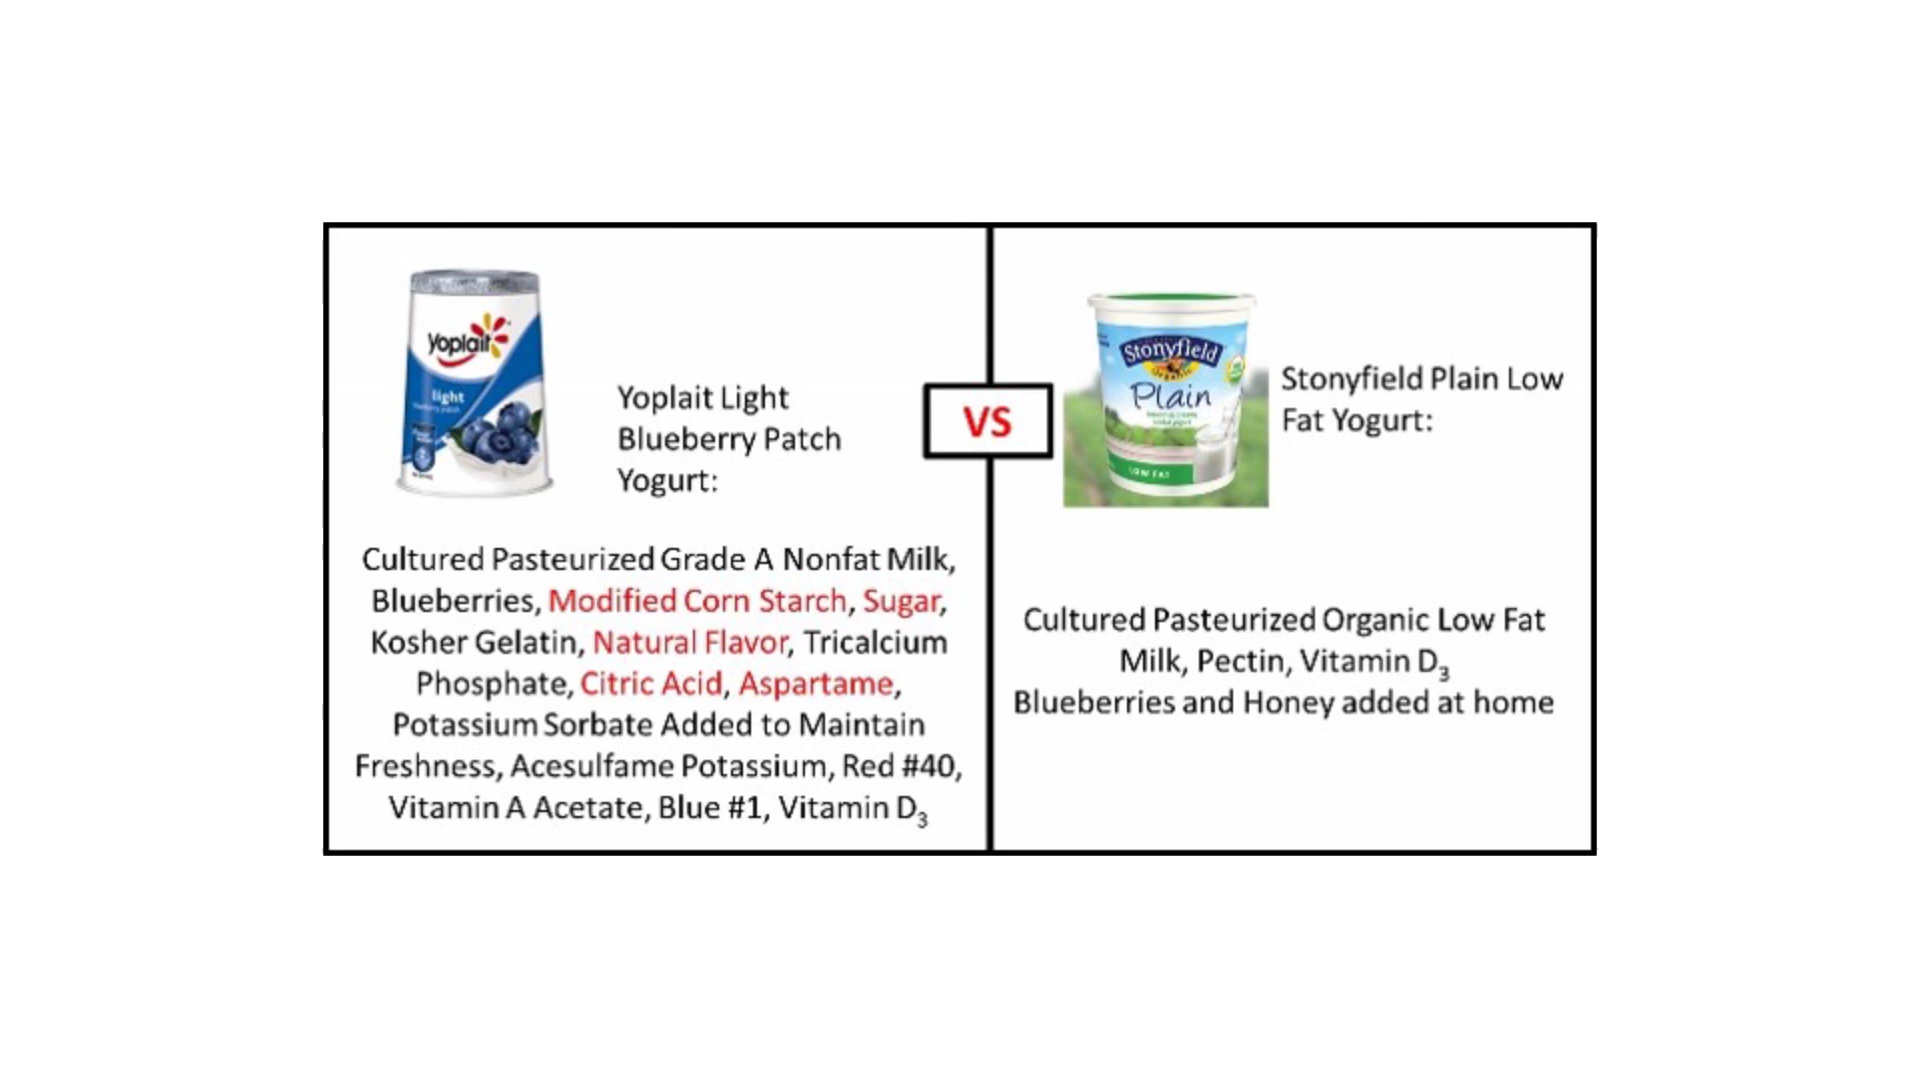 yoplait
light
Yoplait Light
Blueberry Patch
Yogurt:
Cultured Pasteurized Grade A Nonfat Milk,
Blueberries, Modified Corn Starch, Sugar,
Kosher Gelatin, Natural Flavor, Tricalcium
Phosphate, Citric Acid, Aspartame,
Potassium Sorbate Added to Maintain
Freshness, Acesulfame Potassium, Red #40,
Vitamin A Acetate, Blue #1, Vitamin D₃
VS
Stonyfield
Organic
Plain
LOW FAT
Stonyfield Plain Low
Fat Yogurt:
Cultured Pasteurized Organic Low Fat
Milk, Pectin, Vitamin D₃
Blueberries and Honey added at home